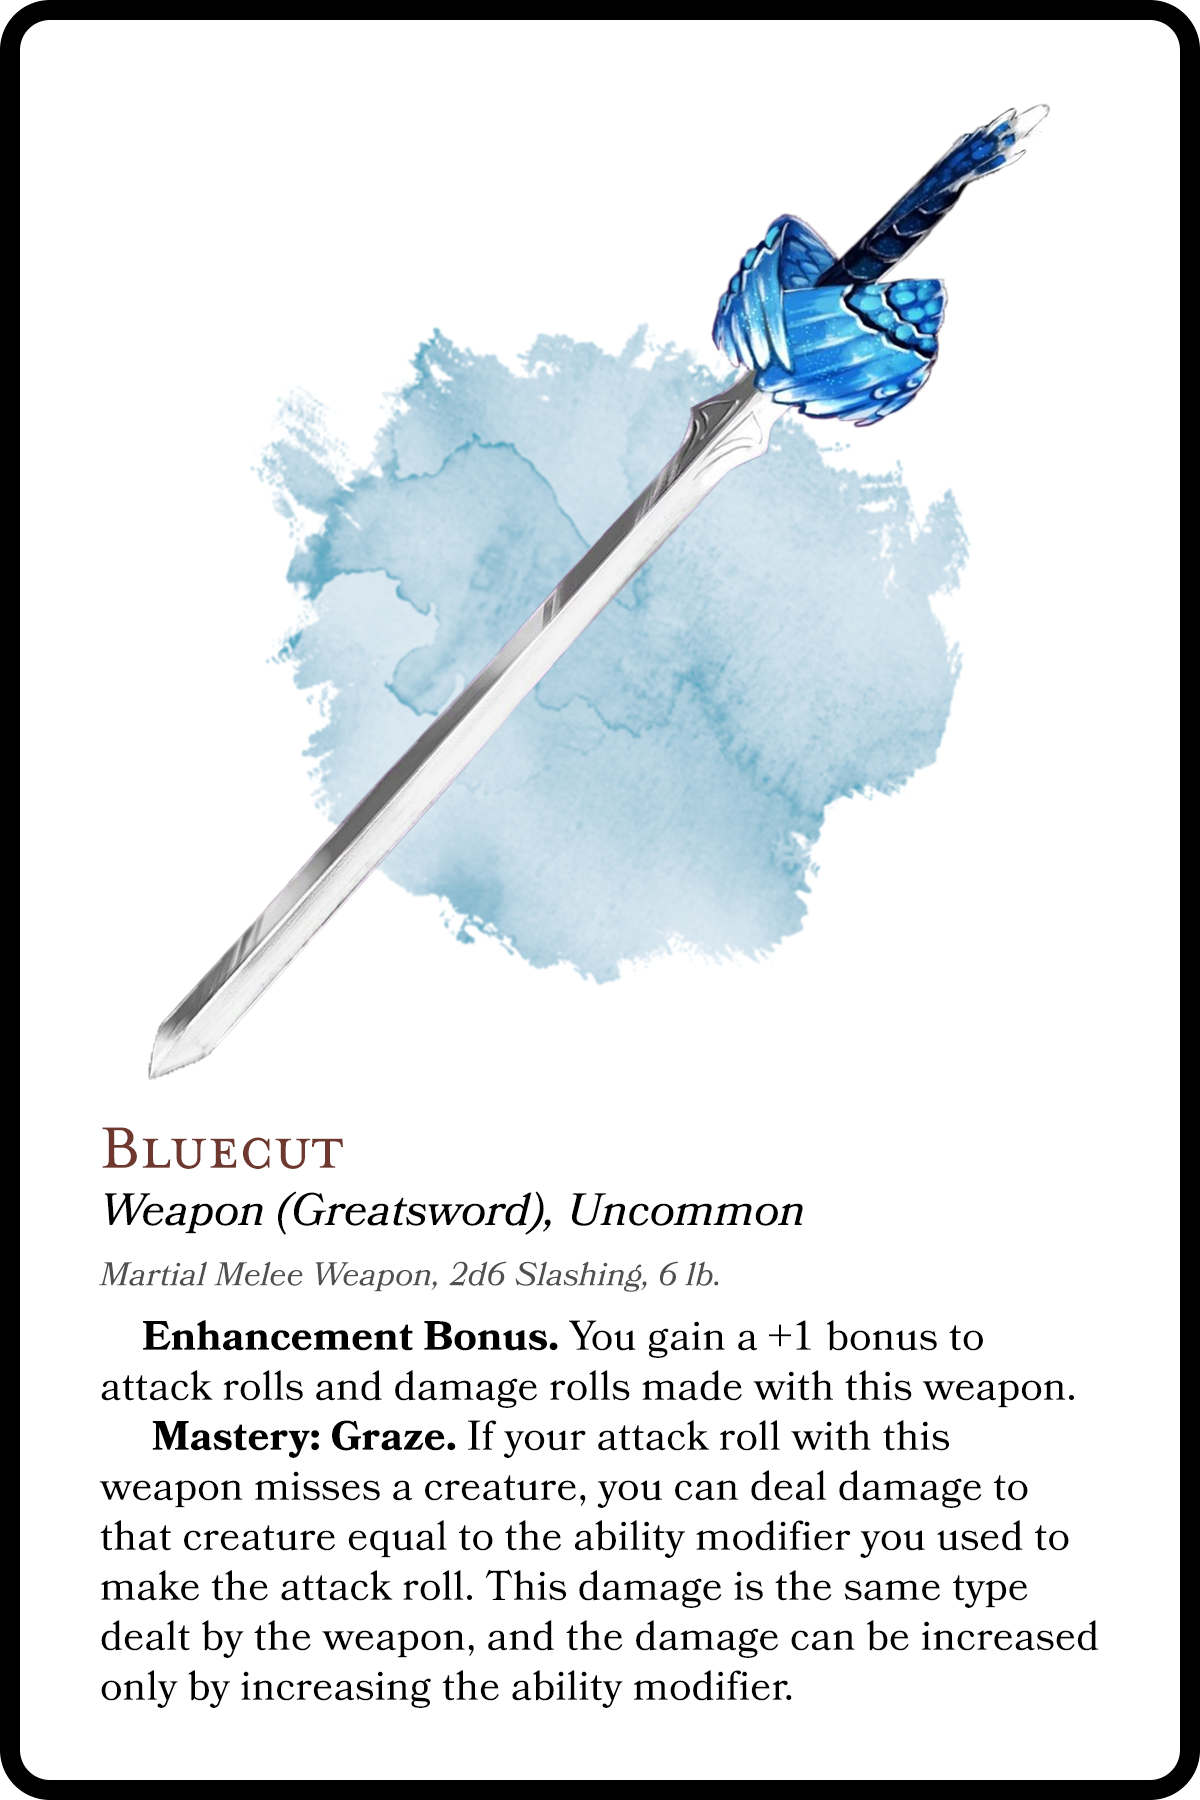 Bluecut
Weapon (Greatsword), Uncommon
Martial Melee Weapon, 2d6 Slashing, 6 lb.
Enhancement Bonus. You gain a +1 bonus to
attack rolls and damage rolls made with this weapon.
Mastery: Graze. If your attack roll with this
weapon misses a creature, you can deal damage to
that creature equal to the ability modifier you used to
make the attack roll. This damage is the same type
dealt by the weapon, and the damage can be increased
only by increasing the ability modifier.